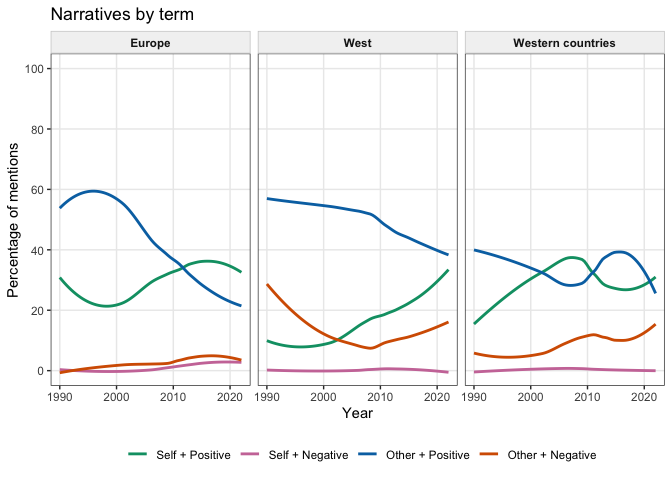 Narratives by term
Europe
West
Western countries
Percentage of mentions
100
80
60
40
20
0
1990 2000 2010 2020
1990 2000 2010 2020
1990 2000 2010 2020
Year
Self + Positive Self + Negative Other + Positive Other + Negative